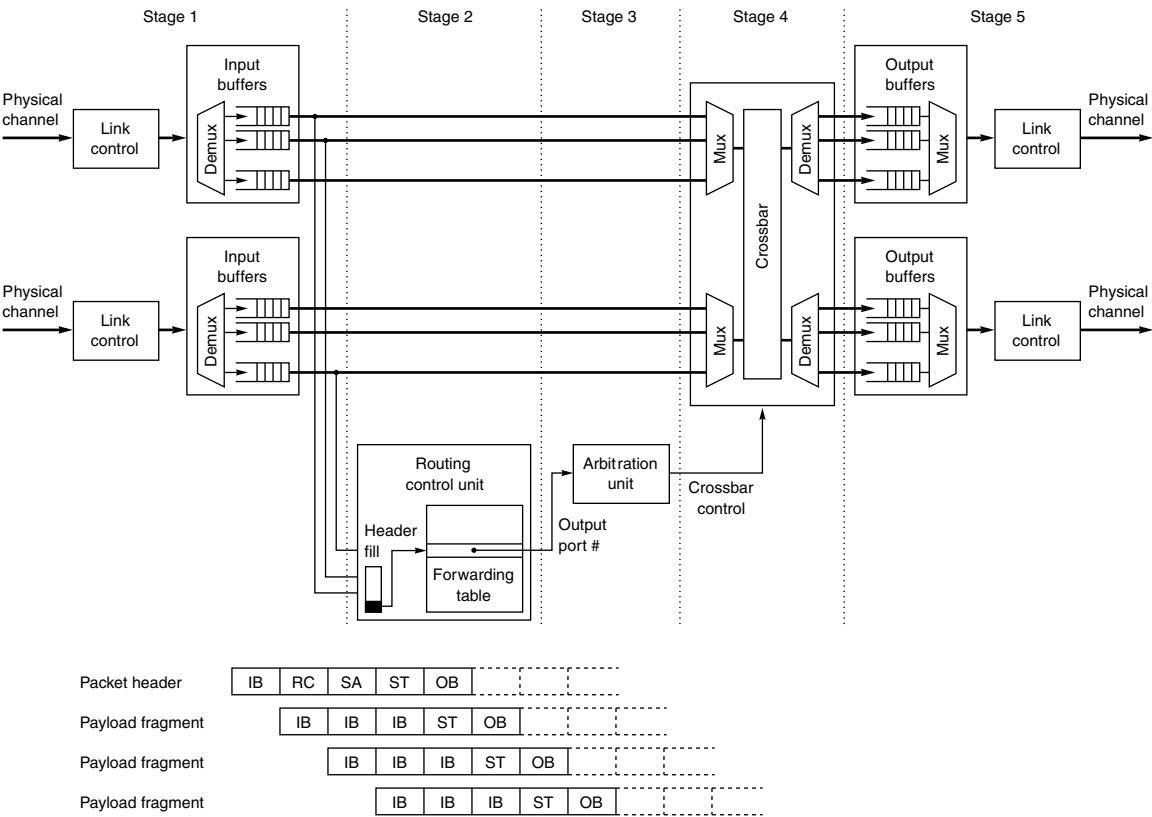 Stage 1
Stage 2
Stage 3
Stage 4
Stage 5
Physical
channel
Link
control
Input
buffers
Demux
Mux
Crossbar
Demux
Output
buffers
Mux
Link
control
Physical
channel
Physical
channel
Link
control
Input
buffers
Demux
Mux
Demux
Output
buffers
Mux
Link
control
Physical
channel
Routing
control unit
Header
fill
Forwarding
table
Arbitration
unit
Output
port #
Crossbar
control
Packet header IB RC SA ST OB
Payload fragment IB IB IB ST OB
Payload fragment IB IB IB ST OB
Payload fragment IB IB IB ST OB